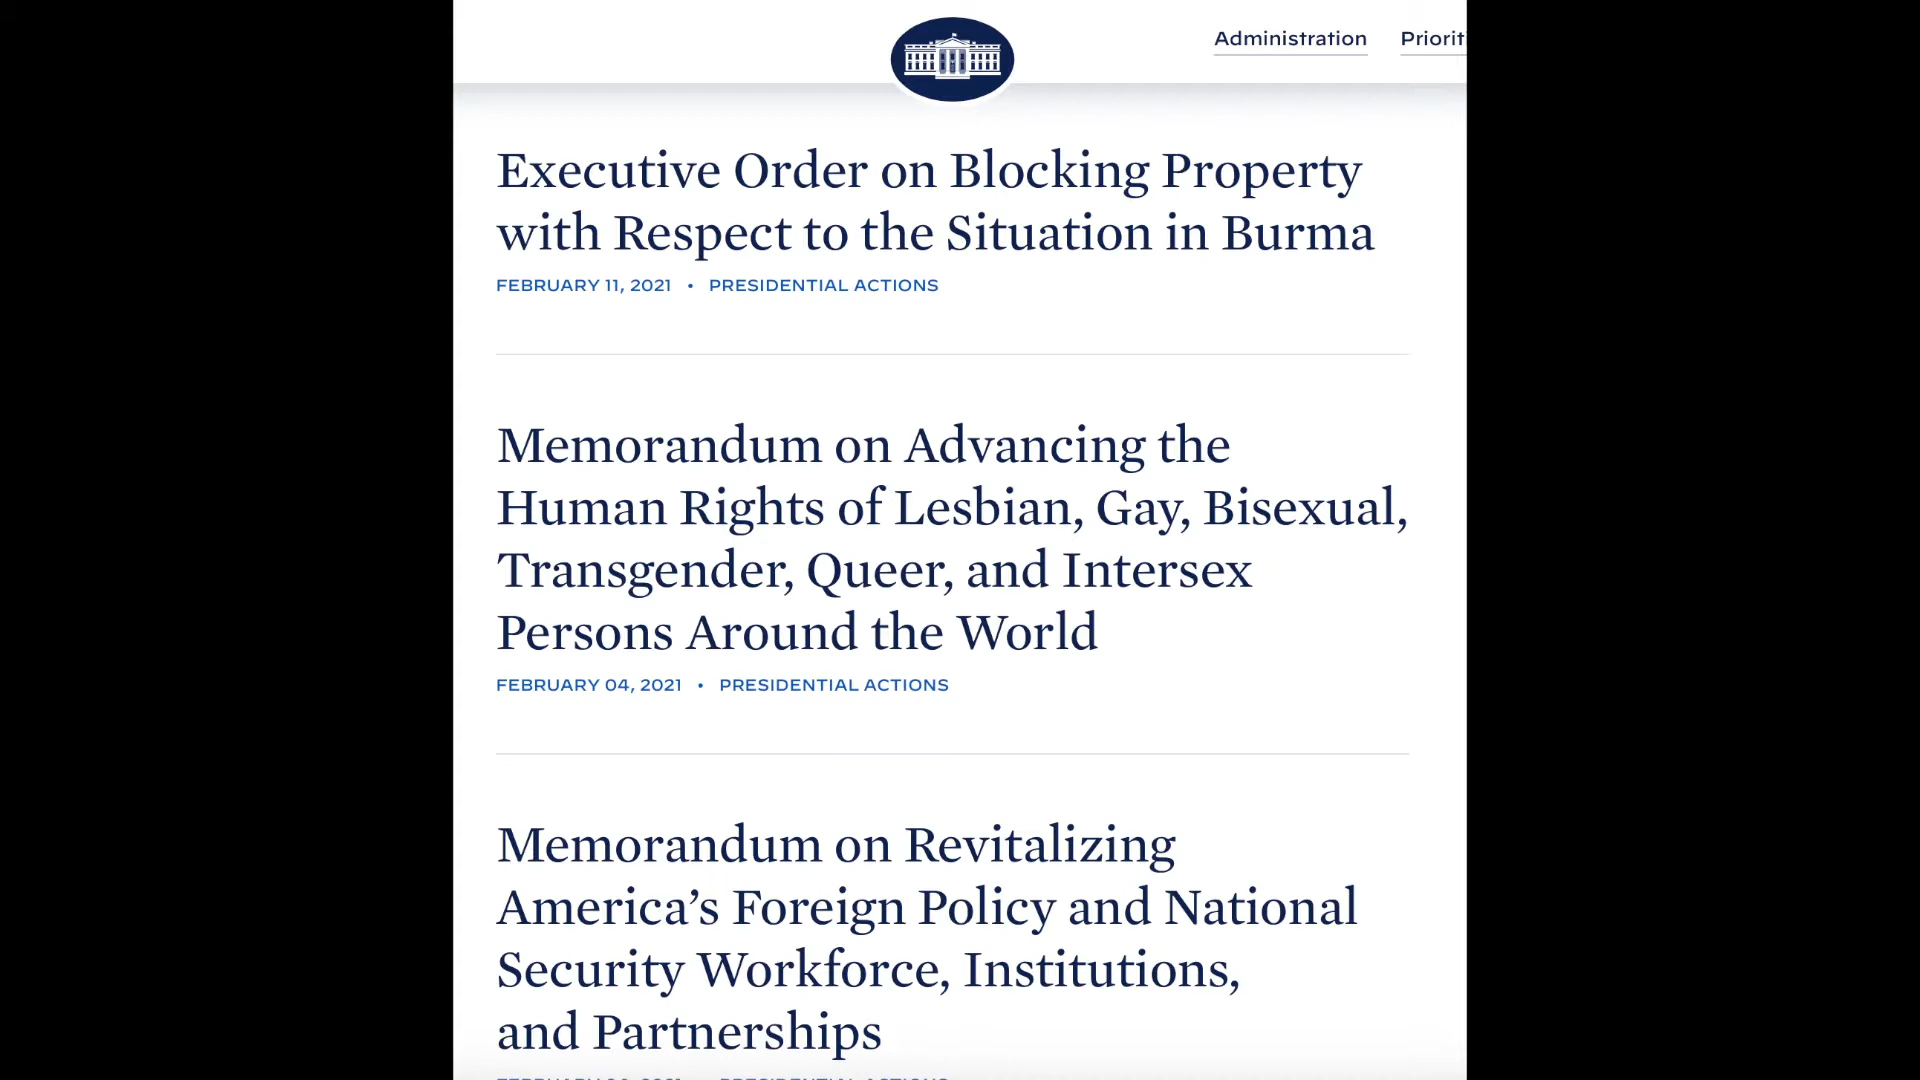 Administration Priorit
Executive Order on Blocking Property
with Respect to the Situation in Burma
FEBRUARY 11, 2021 • PRESIDENTIAL ACTIONS
Memorandum on Advancing the
Human Rights of Lesbian, Gay, Bisexual,
Transgender, Queer, and Intersex
Persons Around the World
FEBRUARY 04, 2021 • PRESIDENTIAL ACTIONS
Memorandum on Revitalizing
America’s Foreign Policy and National
Security Workforce, Institutions,
and Partnerships